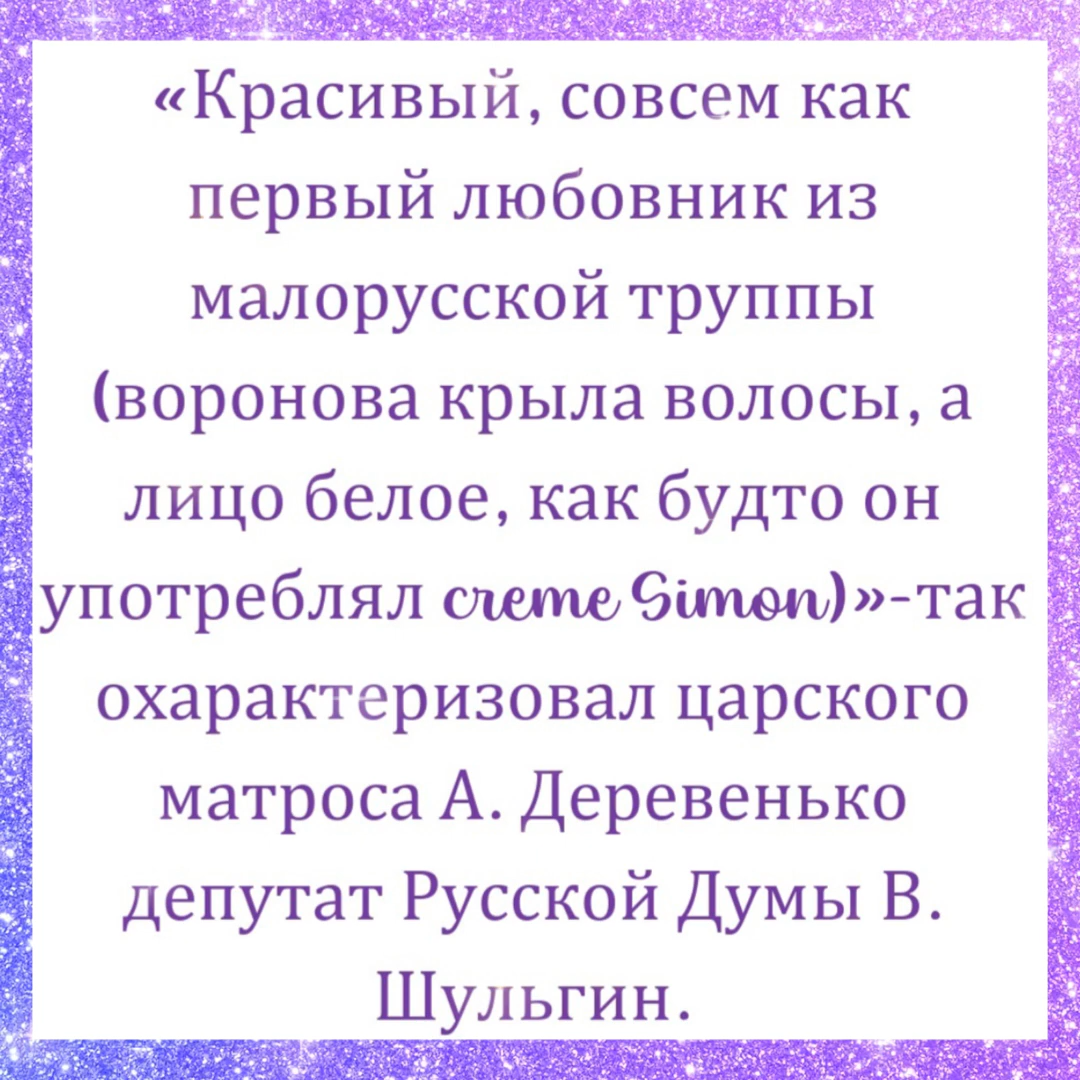 «Красивый, совсем как
первый любовник из
малорусской труппы
(воронова крыла волосы, а
лицо белое, как будто он
употреблял creme Simon)»-так
охарактеризовал царского
матроса А. Деревенько
депутат Русской Думы В.
Шульгин.